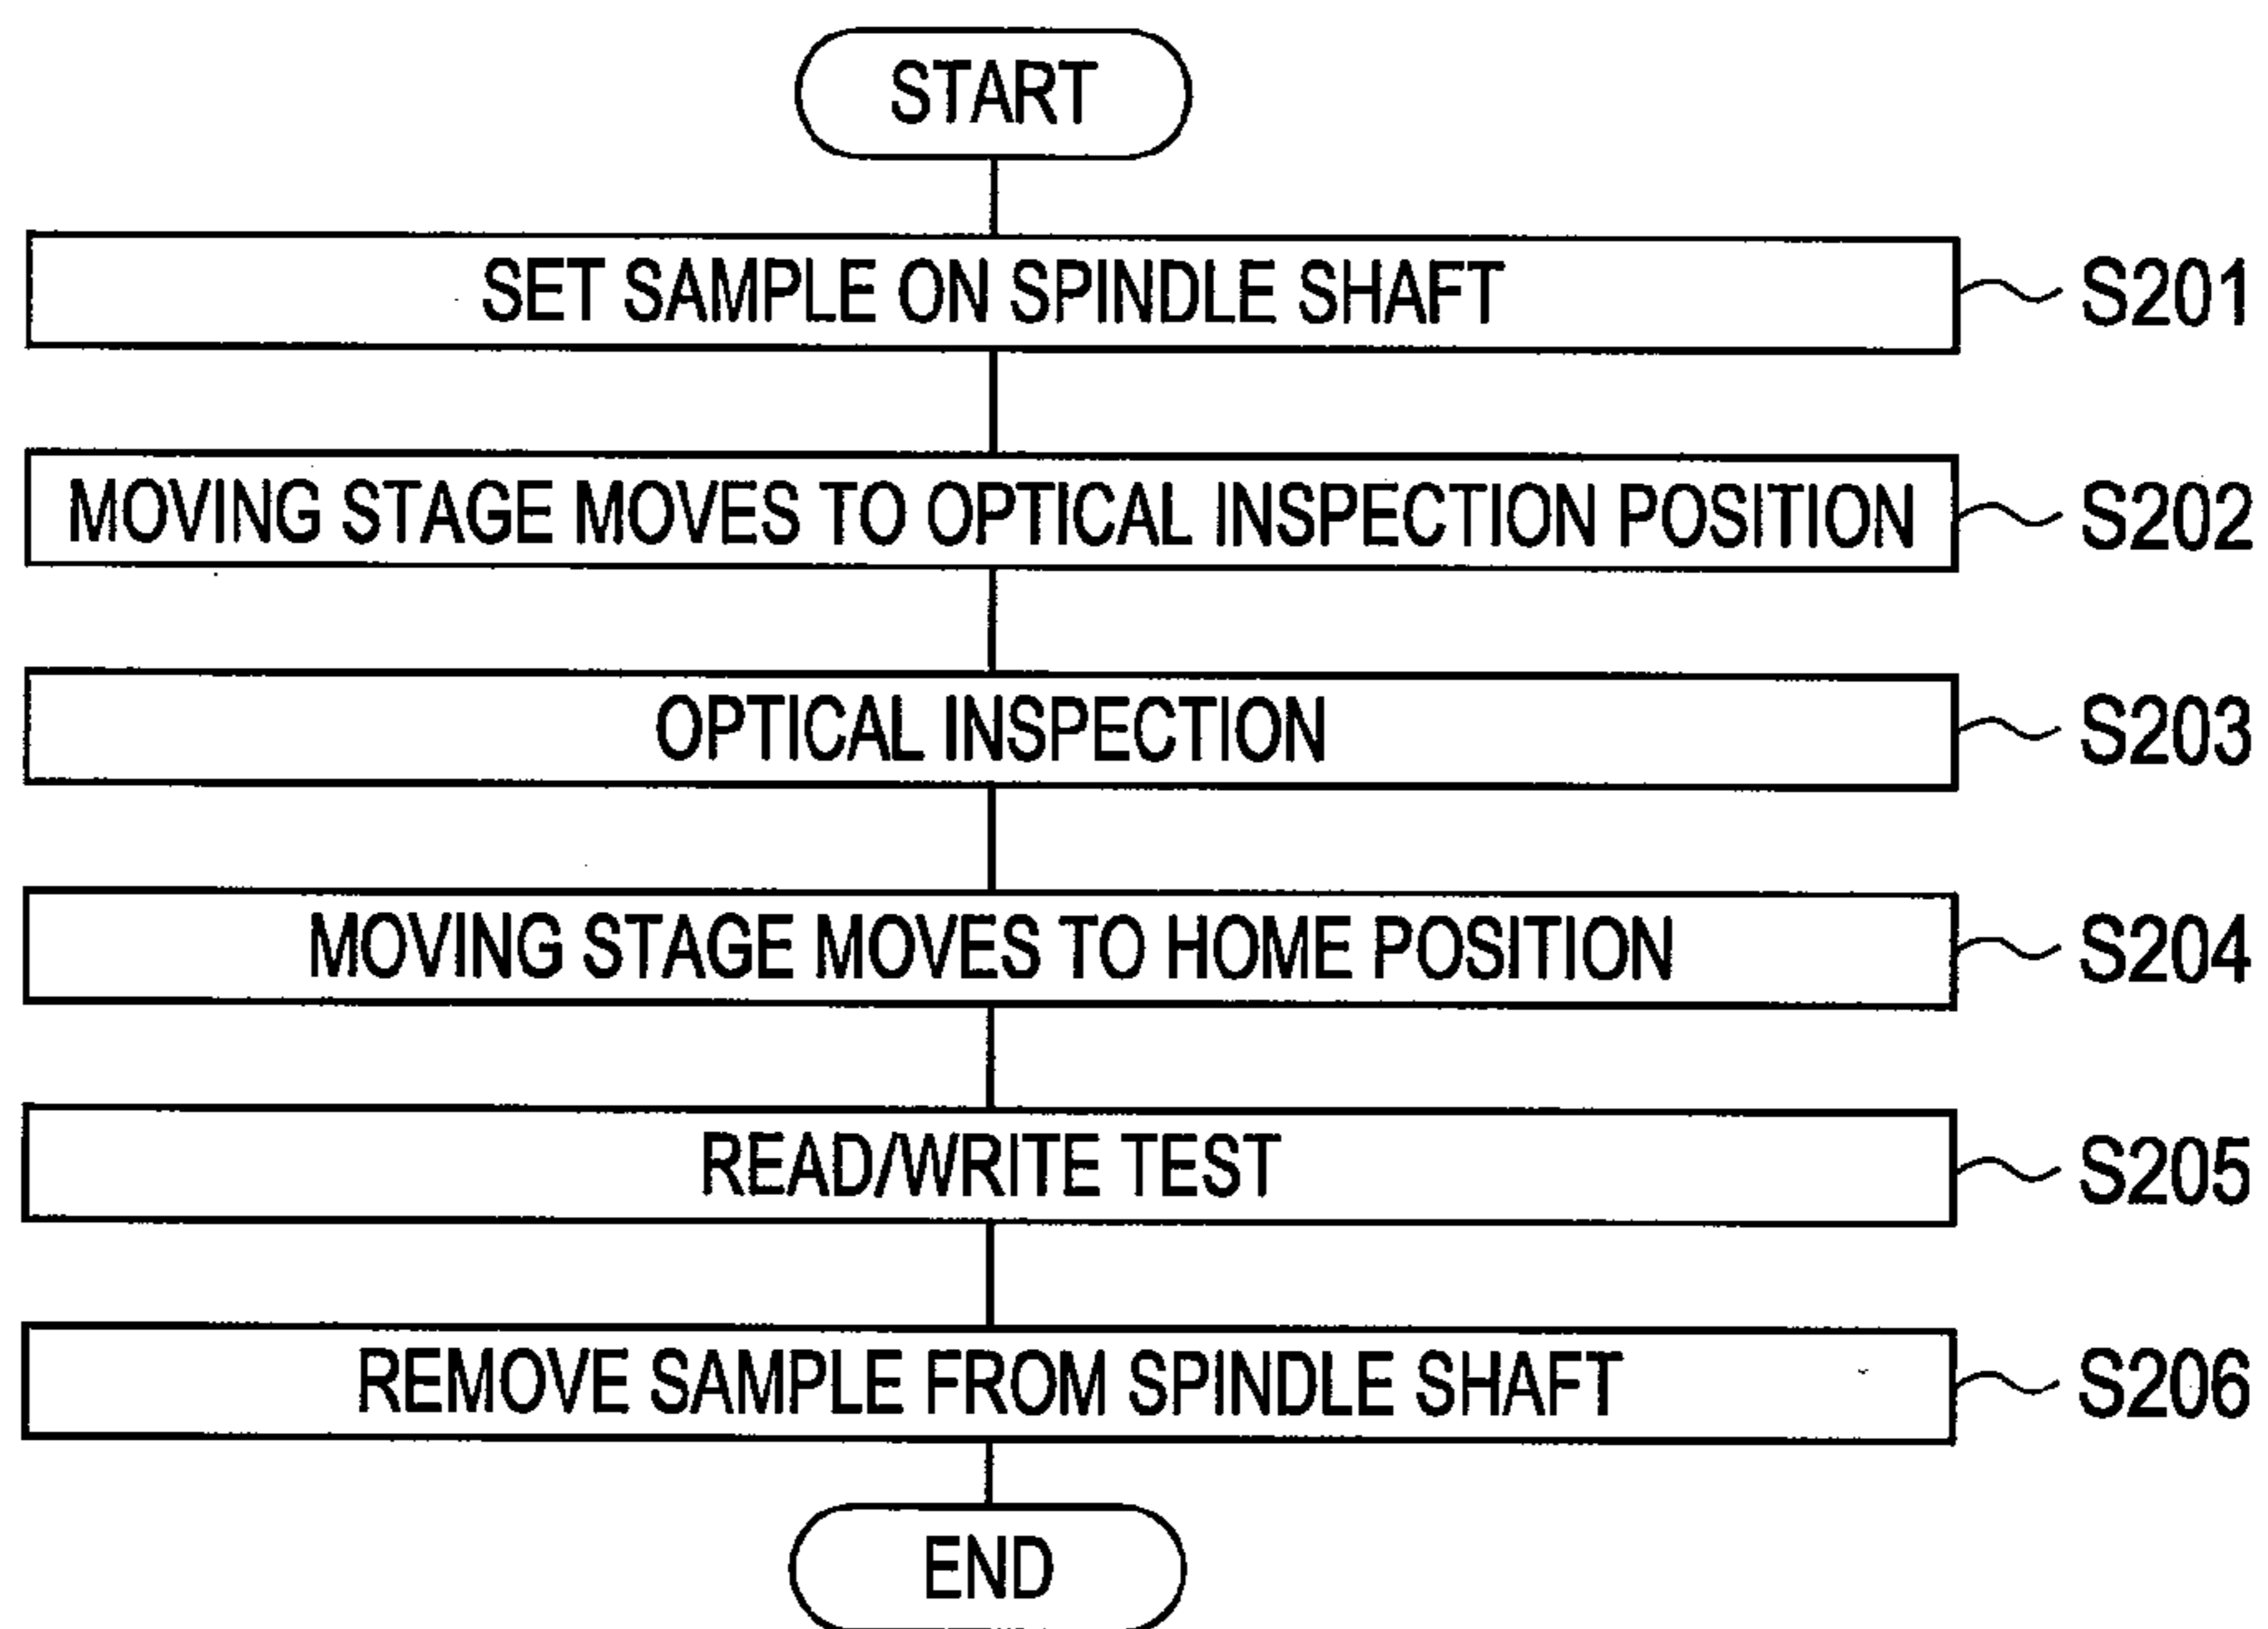 START
SET SAMPLE ON SPINDLE SHAFT S201
MOVING STAGE MOVES TO OPTICAL INSPECTION POSITION S202
OPTICAL INSPECTION S203
MOVING STAGE MOVES TO HOME POSITION S204
READ/WRITE TEST S205
REMOVE SAMPLE FROM SPINDLE SHAFT S206
END